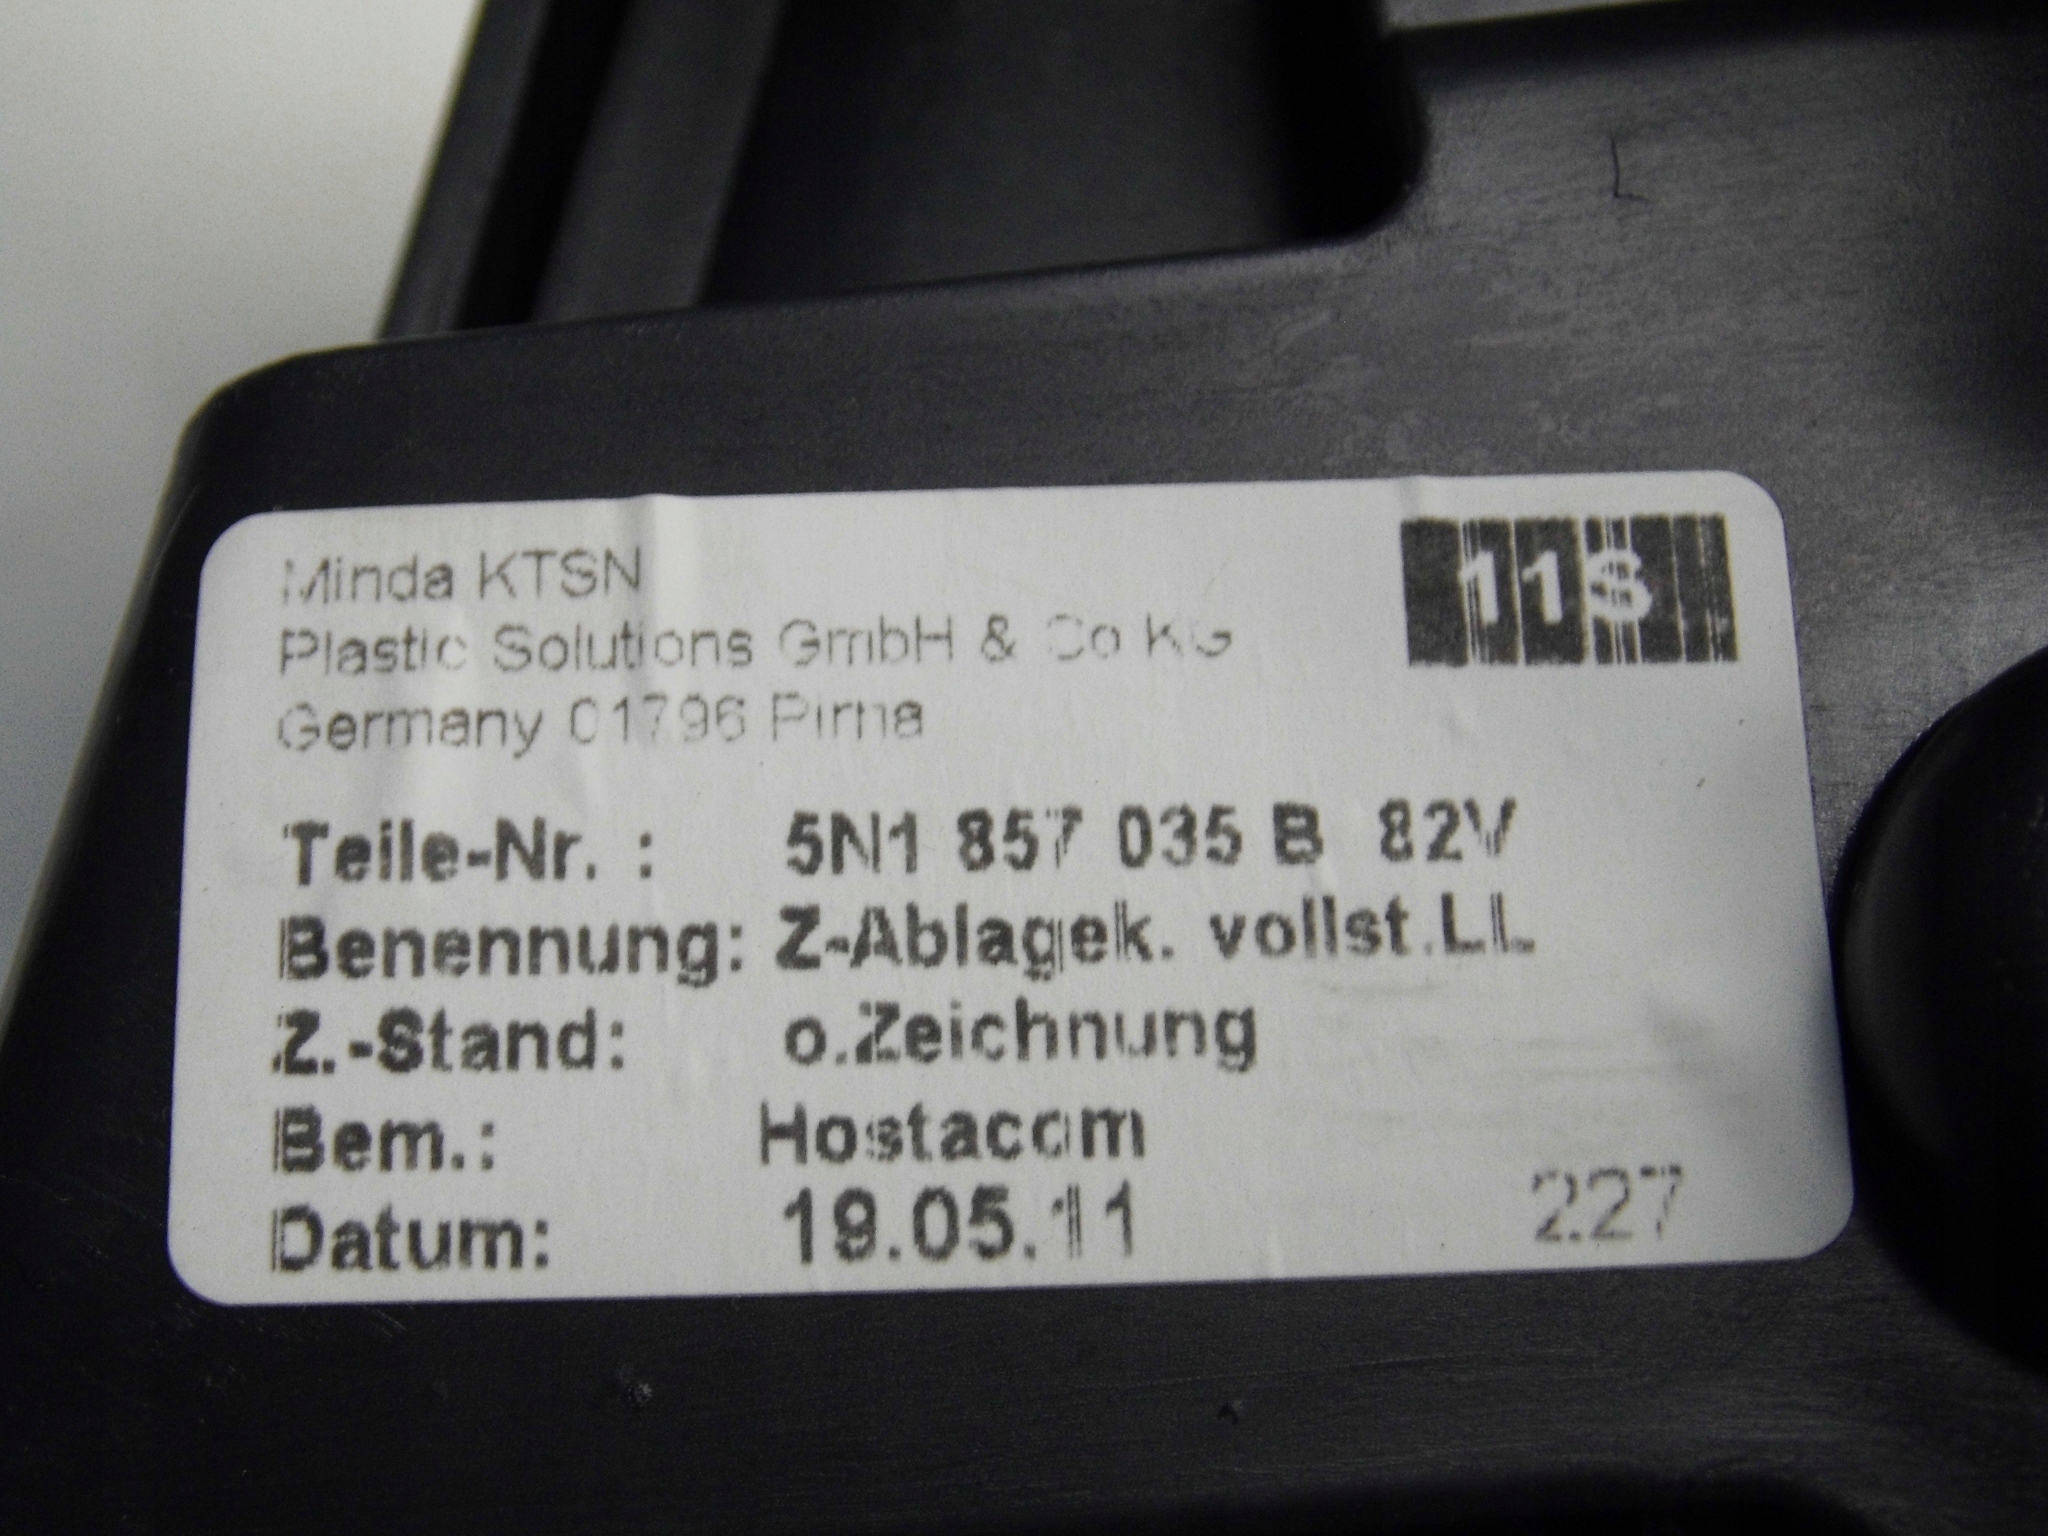 Minda KTSN
Plastic Solutions GmbH & Co KG
Germany 01796 Pirna
Teile-Nr. : 5N1 857 035 B 82V
Benennung: Z-Ablagek. vollst.LL
Z.-Stand: o.Zeichnung
Bem.: Hostacom
Datum: 19.05.11
227